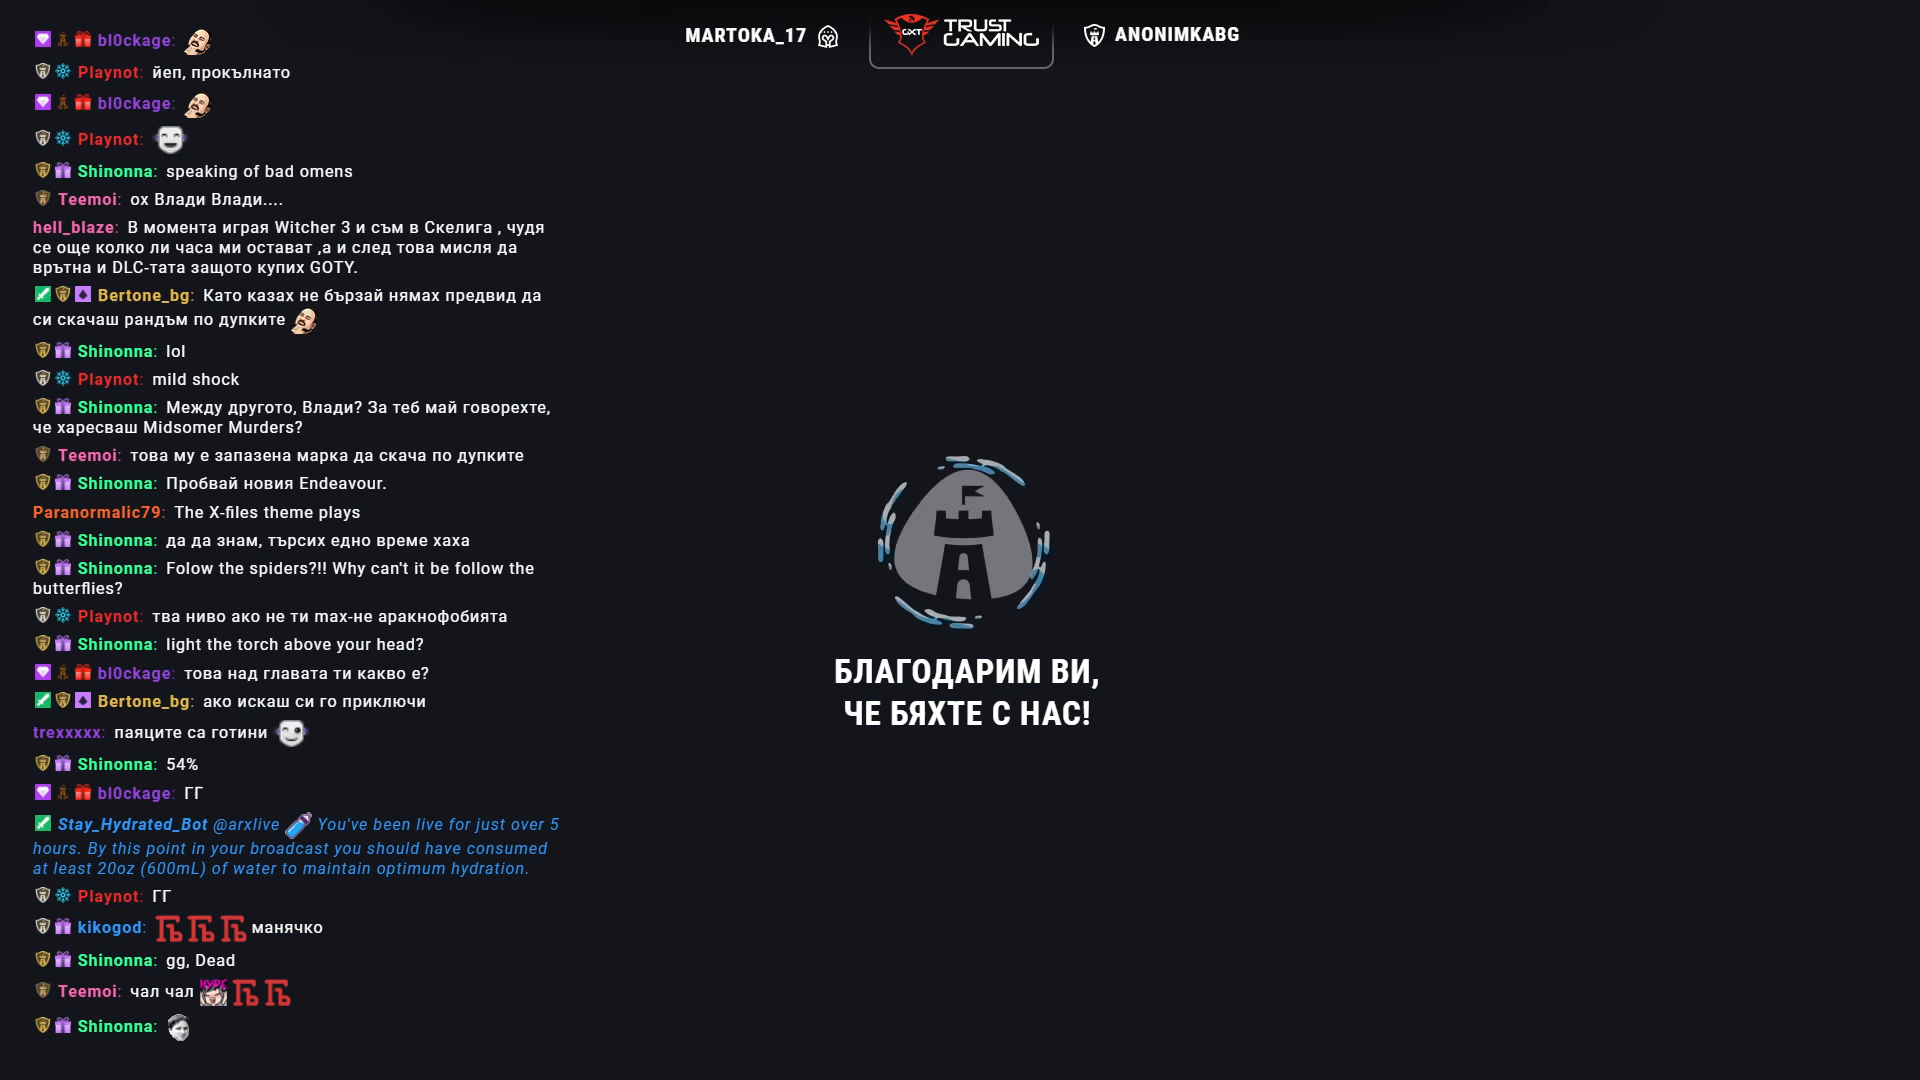 MARTOKA_17
GXT
TRUST
GAMING
ANONIMKABG
bl0ckage:
Playnot: йеп, прокълнато
bl0ckage:
Playnot:
Shinonna: speaking of bad omens
Teemoi: ох Влади Влади....
hell_blaze: В момента играя Witcher 3 и съм в Скелига , чудя
се още колко ли часа ми остават ,а и след това мисля да
врътна и DLC-тата защото купих GOTY.
Bertone_bg: Като казах не бързай нямах предвид да
си скачаш рандъм по дупките
Shinonna: lol
Playnot: mild shock
Shinonna: Между другото, Влади? За теб май говорехте,
че харесваш Midsomer Murders?
Teemoi: това му е запазена марка да скача по дупките
Shinonna: Пробвай новия Endeavour.
Paranormalic79: The X-files theme plays
Shinonna: да да знам, търсих едно време хаха
Shinonna: Folow the spiders?!! Why can't it be follow the
butterflies?
Playnot: тва ниво ако не ти max-не аракнофобията
Shinonna: light the torch above your head?
bl0ckage: това над главата ти какво е?
Bertone_bg: ако искаш си го приключи
trexxxxx: паяците са готини
Shinonna: 54%
bl0ckage: ГГ
Stay_Hydrated_Bot @arxlive You've been live for just over 5
hours. By this point in your broadcast you should have consumed
at least 20oz (600mL) of water to maintain optimum hydration.
Playnot: ГГ
kikogod: ГЪ ГЪ ГЪ манячко
Shinonna: gg, Dead
Teemoi: чал чал HYPE ГЪ ГЪ
Shinonna:
БЛАГОДАРИМ ВИ,
ЧЕ БЯХТЕ С НАС!